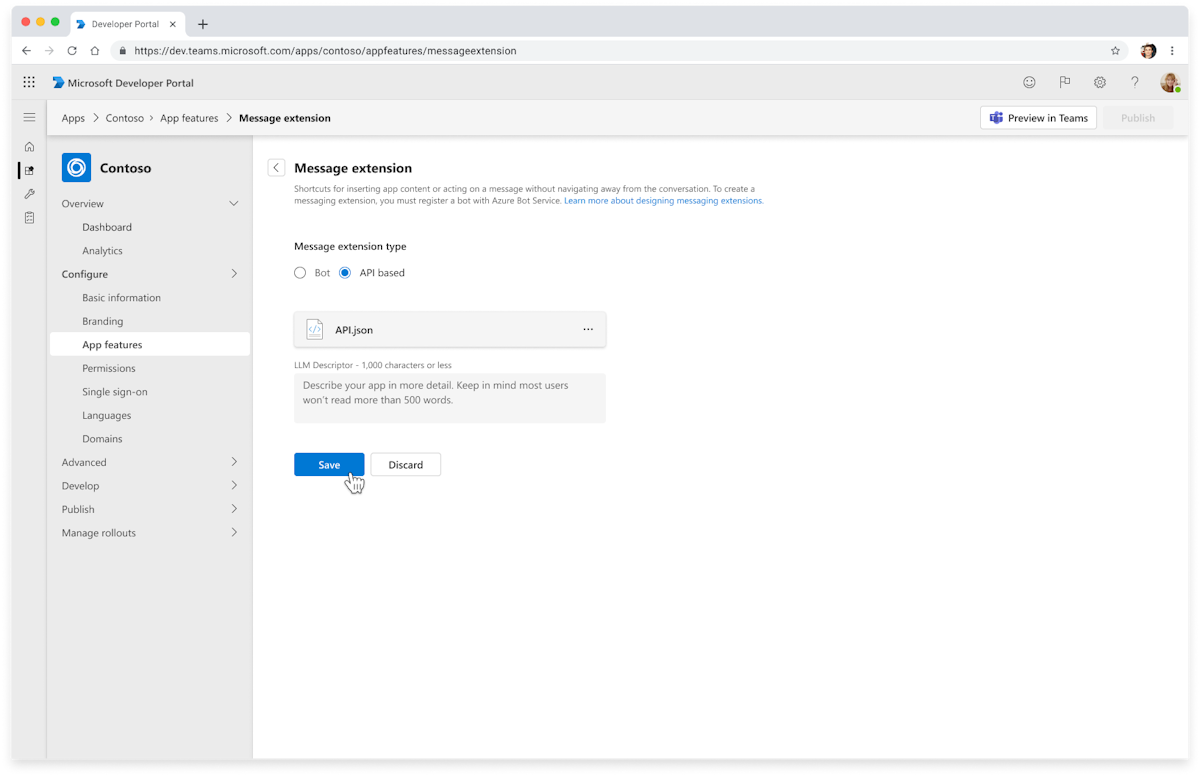 Developer Portal
https://dev.teams.microsoft.com/apps/contoso/appfeatures/messageextension
Microsoft Developer Portal
Apps > Contoso > App features > Message extension
Preview in Teams
Publish
Contoso
Overview
Dashboard
Analytics
Configure
Basic information
Branding
App features
Permissions
Single sign-on
Languages
Domains
Advanced
Develop
Publish
Manage rollouts
Message extension
Shortcuts for inserting app content or acting on a message without navigating away from the conversation. To create a
messaging extension, you must register a bot with Azure Bot Service. Learn more about designing messaging extensions.
Message extension type
Bot
API based
API.json
LLM Descriptor - 1,000 characters or less
Describe your app in more detail. Keep in mind most users
won't read more than 500 words.
Save
Discard